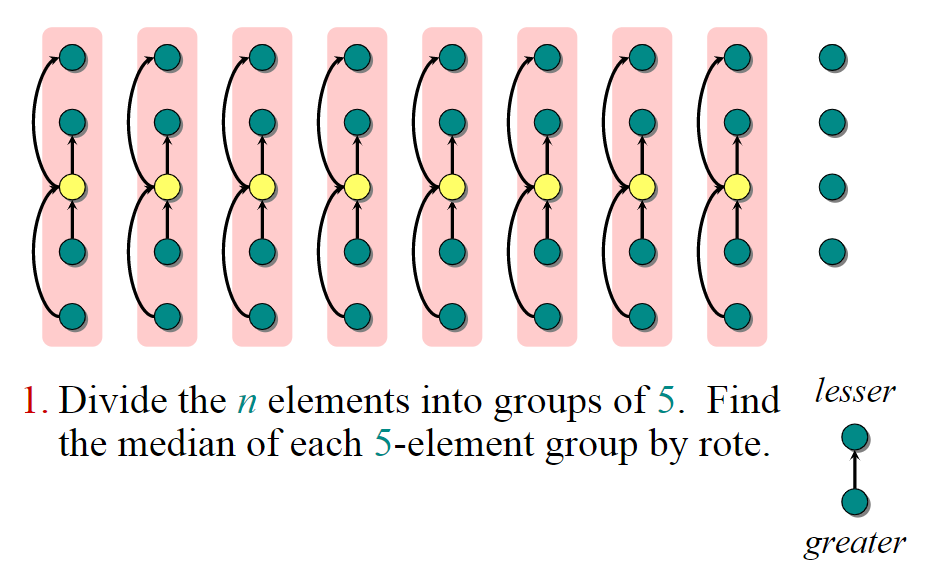 1. Divide the n elements into groups of 5. Find
the median of each 5-element group by rote.
lesser
greater